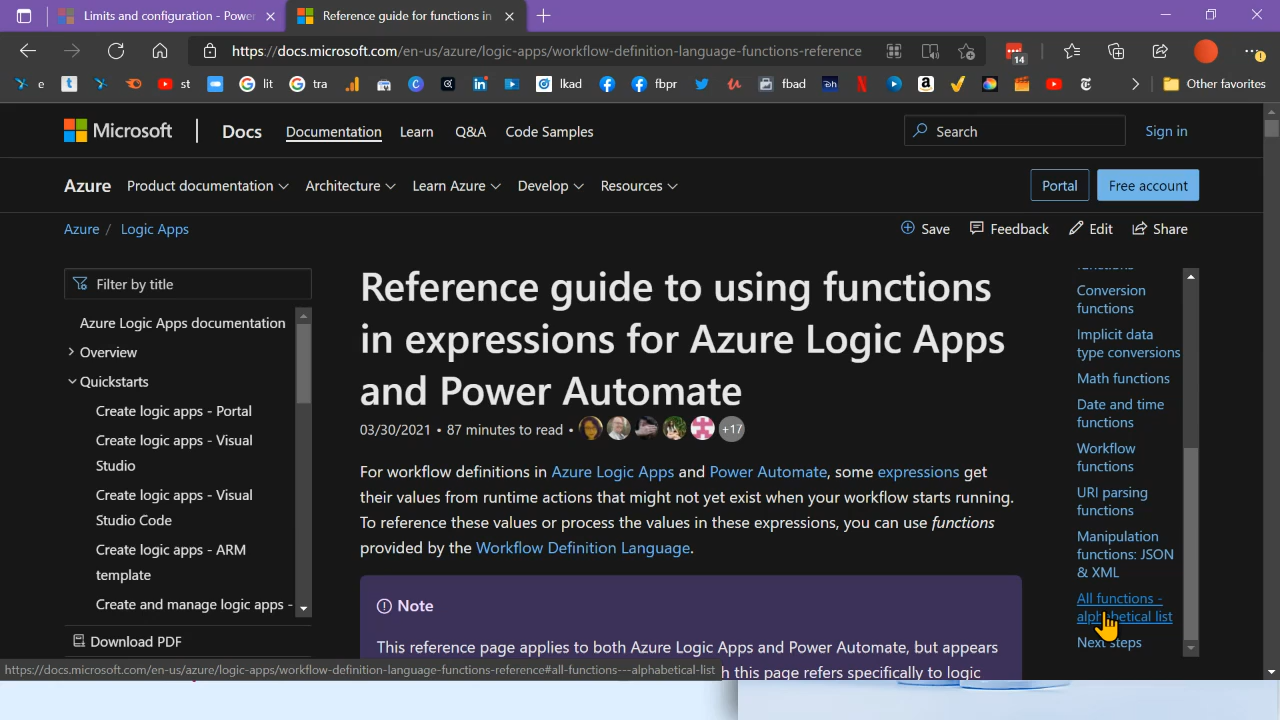 Limits and configuration - Power
Reference guide for functions in
https://docs.microsoft.com/en-us/azure/logic-apps/workflow-definition-language-functions-reference
14
e
st
lit
tra
lkad
fbpr
fbad
Other favorites
Microsoft
Docs
Documentation
Learn
Q&A
Code Samples
Search
Sign in
Azure
Product documentation
Architecture
Learn Azure
Develop
Resources
Portal
Free account
Azure / Logic Apps
Save
Feedback
Edit
Share
Filter by title
Azure Logic Apps documentation
Overview
Quickstarts
Create logic apps - Portal
Create logic apps - Visual
Studio
Create logic apps - Visual
Studio Code
Create logic apps - ARM
template
Create and manage logic apps -
Download PDF
Reference guide to using functions
in expressions for Azure Logic Apps
and Power Automate
03/30/2021 • 87 minutes to read •
+17
For workflow definitions in Azure Logic Apps and Power Automate, some expressions get
their values from runtime actions that might not yet exist when your workflow starts running.
To reference these values or process the values in these expressions, you can use functions
provided by the Workflow Definition Language.
Note
This reference page applies to both Azure Logic Apps and Power Automate, but appears
h this page refers specifically to logic
functions
Conversion
functions
Implicit data
type conversions
Math functions
Date and time
functions
Workflow
functions
URI parsing
functions
Manipulation
functions: JSON
& XML
All functions -
alphabetical list
Next steps
https://docs.microsoft.com/en-us/azure/logic-apps/workflow-definition-language-functions-reference#all-functions---alphabetical-list